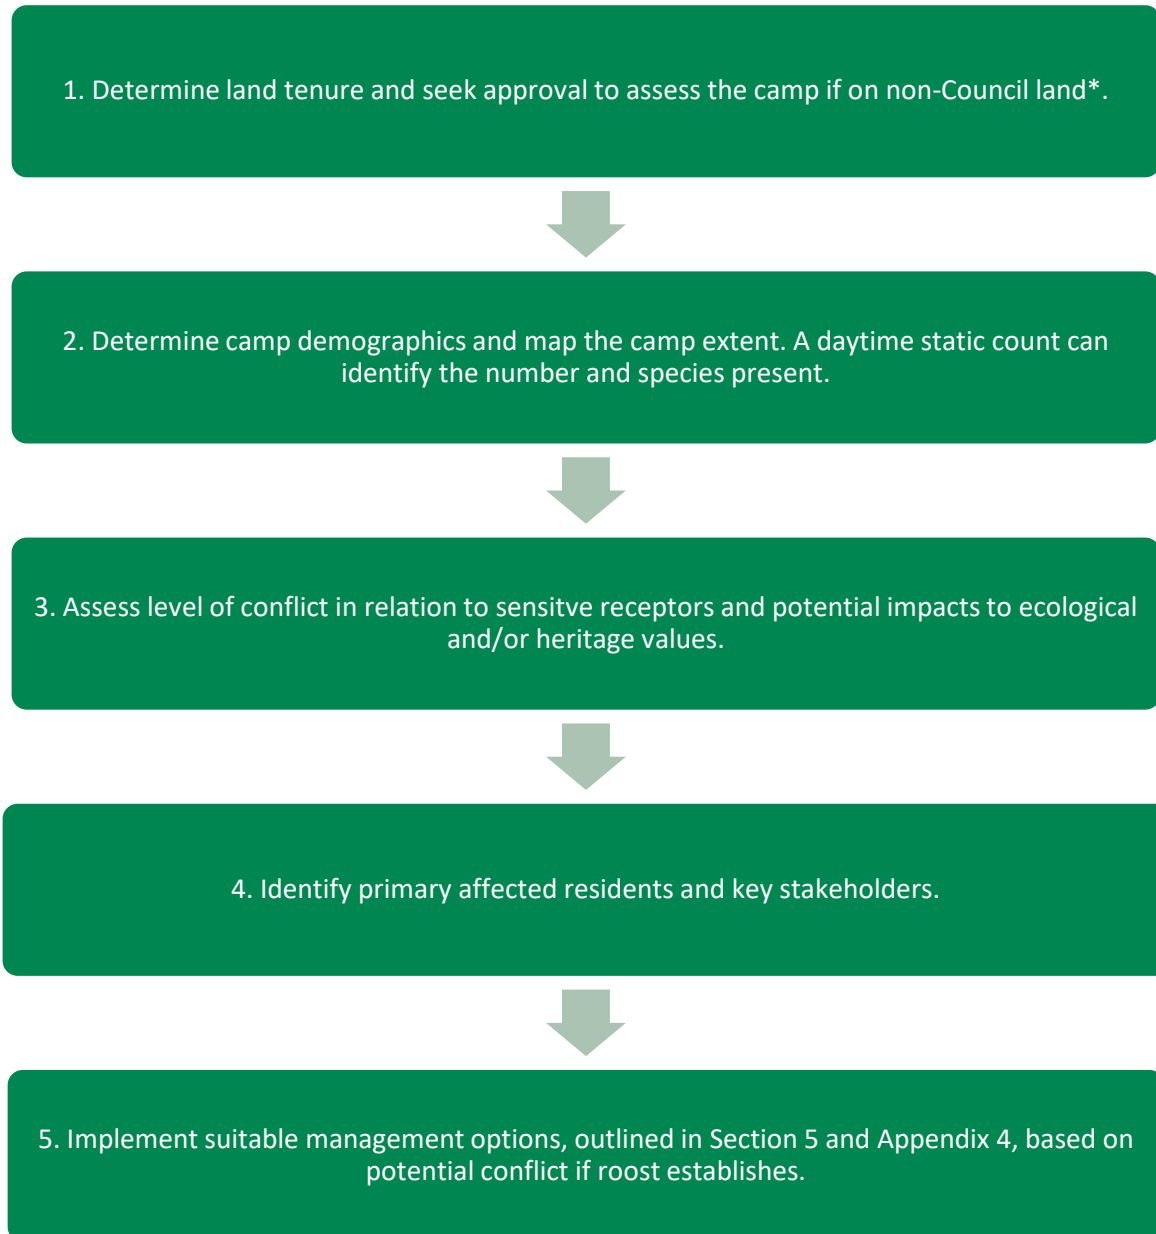 1. Determine land tenure and seek approval to assess the camp if on non-Council land*.
2. Determine camp demographics and map the camp extent. A daytime static count can
identify the number and species present.
3. Assess level of conflict in relation to sensitve receptors and potential impacts to ecological
and/or heritage values.
4. Identify primary affected residents and key stakeholders.
5. Implement suitable management options, outlined in Section 5 and Appendix 4, based on
potential conflict if roost establishes.